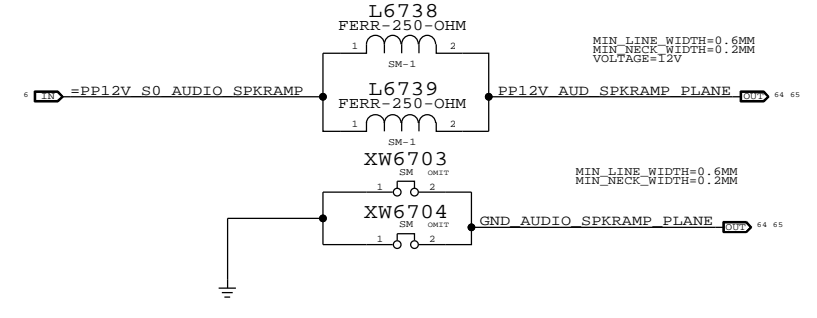 L6738
FERR-250-OHM
1 2
SM-1
MIN_LINE_WIDTH=0.6MM
MIN_NECK_WIDTH=0.2MM
VOLTAGE=12V
6 IN =PP12V_S0_AUDIO_SPKRAMP
L6739
FERR-250-OHM
1 2
SM-1
PP12V_AUD_SPKRAMP_PLANE OUT 64 65
XW6703
SM OMIT
1 2
MIN_LINE_WIDTH=0.6MM
MIN_NECK_WIDTH=0.2MM
XW6704
SM OMIT
1 2
GND_AUDIO_SPKRAMP_PLANE OUT 64 65